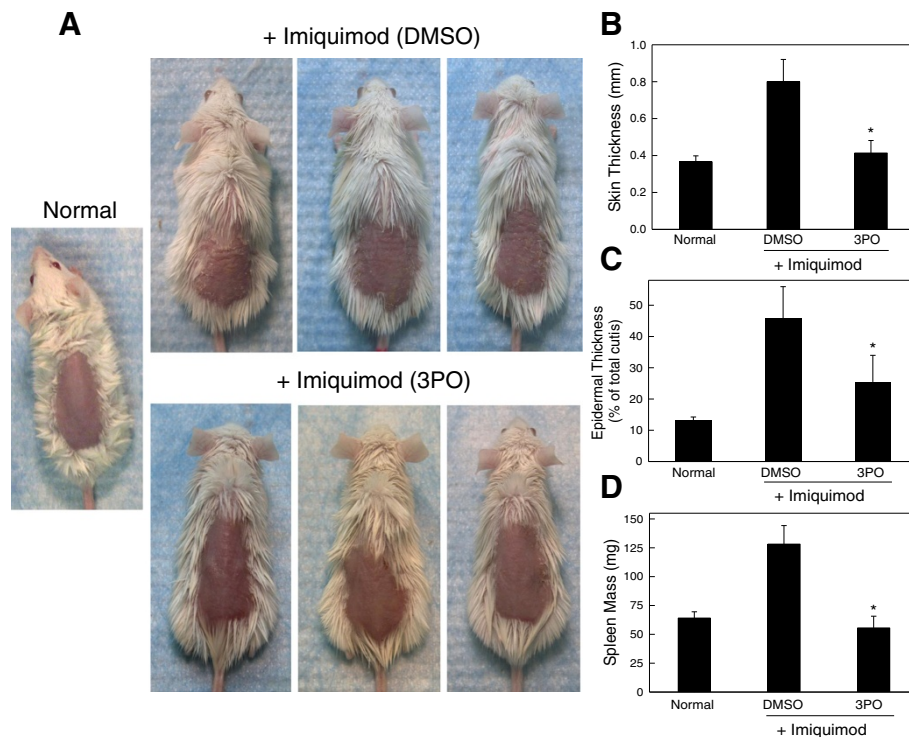 A
+ Imiquimod (DMSO)
Normal
+ Imiquimod (3PO)
B
Skin Thickness (mm)
1.0
0.8
0.6
0.4
0.2
0.0
*
Normal
DMSO
3PO
+ Imiquimod
C
Epidermal Thickness
(% of total cutis)
50
40
30
20
10
0
*
Normal
DMSO
3PO
+ Imiquimod
D
Spleen Mass (mg)
150
125
100
75
50
25
0
*
Normal
DMSO
3PO
+ Imiquimod